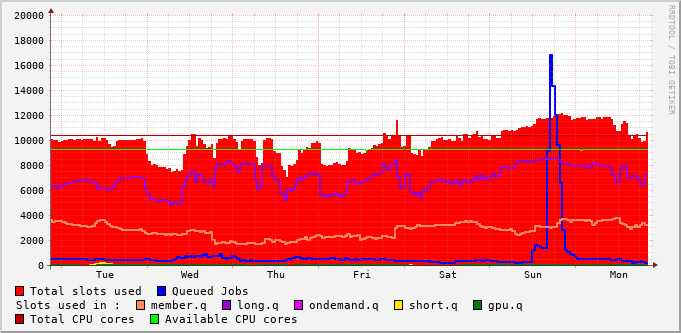 RRDTOOL / TOBI OETIKER
20000
18000
16000
14000
12000
10000
8000
6000
4000
2000
0
Tue Wed Thu Fri Sat Sun Mon
Total slots used Queued Jobs
Slots used in : member.q long.q ondemand.q short.q gpu.q
Total CPU cores Available CPU cores